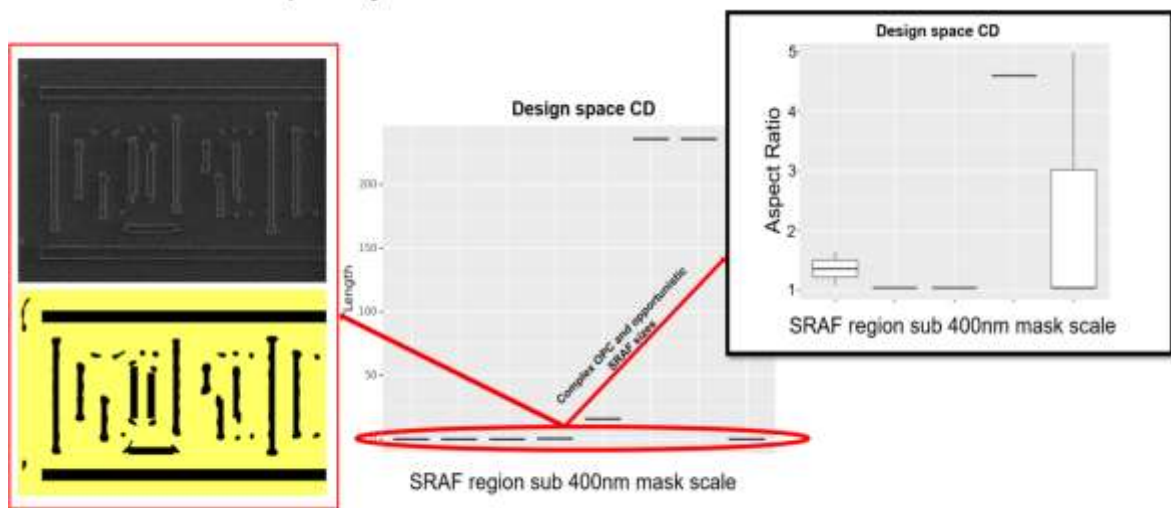 Design space CD
5
4
3
2
1
Aspect Ratio
SRAF region sub 400nm mask scale
Design space CD
200
150
100
50
Length
Complex OPC and opportunistic
SRAF sizes
SRAF region sub 400nm mask scale